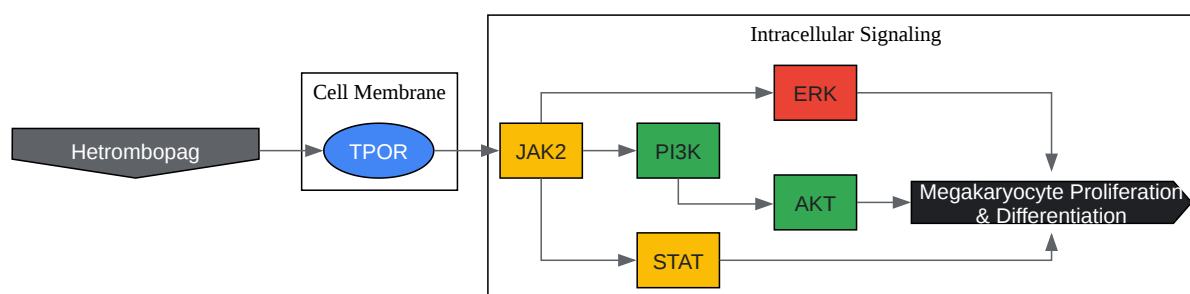 Intracellular Signaling
Cell Membrane
ERK
Hetrombopag
TPOR
JAK2
PI3K
AKT
Megakaryocyte Proliferation
& Differentiation
STAT